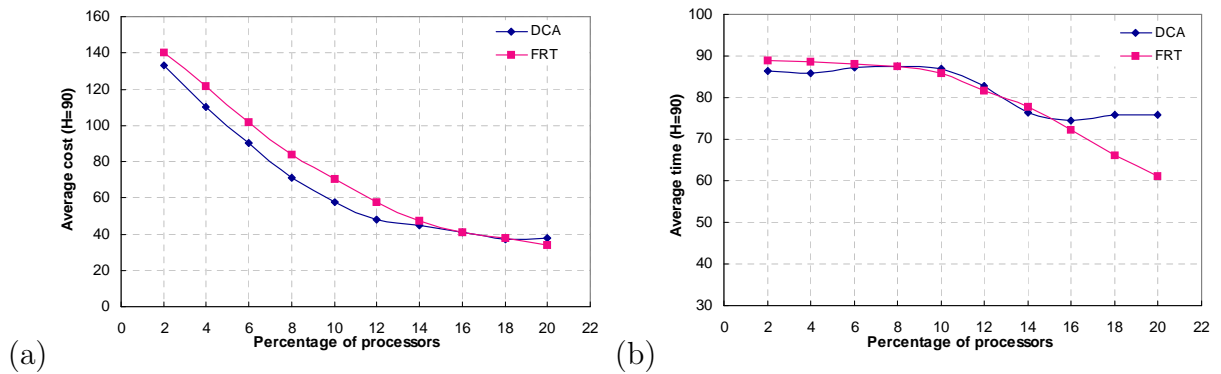 160
140
120
100
80
60
40
20
0
Average cost (H=90)
DCA
FRT
0 2 4 6 8 10 12 14 16 18 20 22
Percentage of processors
(a)
100
90
80
70
60
50
40
30
Average time (H=90)
DCA
FRT
0 2 4 6 8 10 12 14 16 18 20 22
Percentage of processors
(b)